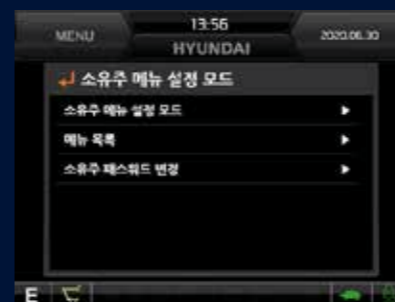 MENU
13:56
2020.06.30
HYUNDAI
소유주 메뉴 설정 모드
소유주 메뉴 설정 모드
메뉴 목록
소유주 패스워드 변경
E